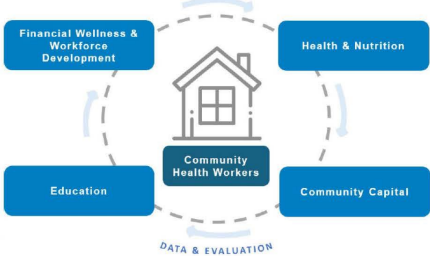 Financial Wellness &
Workforce
Development
Health & Nutrition
Community
Health Workers
Education
Community Capital
DATA & EVALUATION